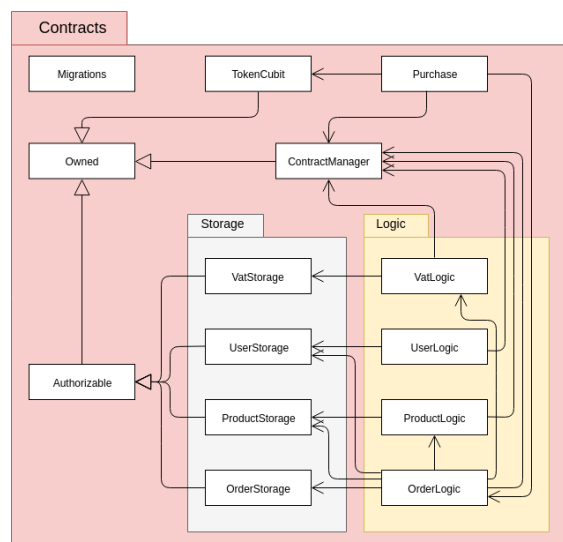 Contracts
Migrations
TokenCubit
Purchase
Owned
ContractManager
Storage
Logic
VatStorage
VatLogic
UserStorage
UserLogic
Authorizable
ProductStorage
ProductLogic
OrderStorage
OrderLogic